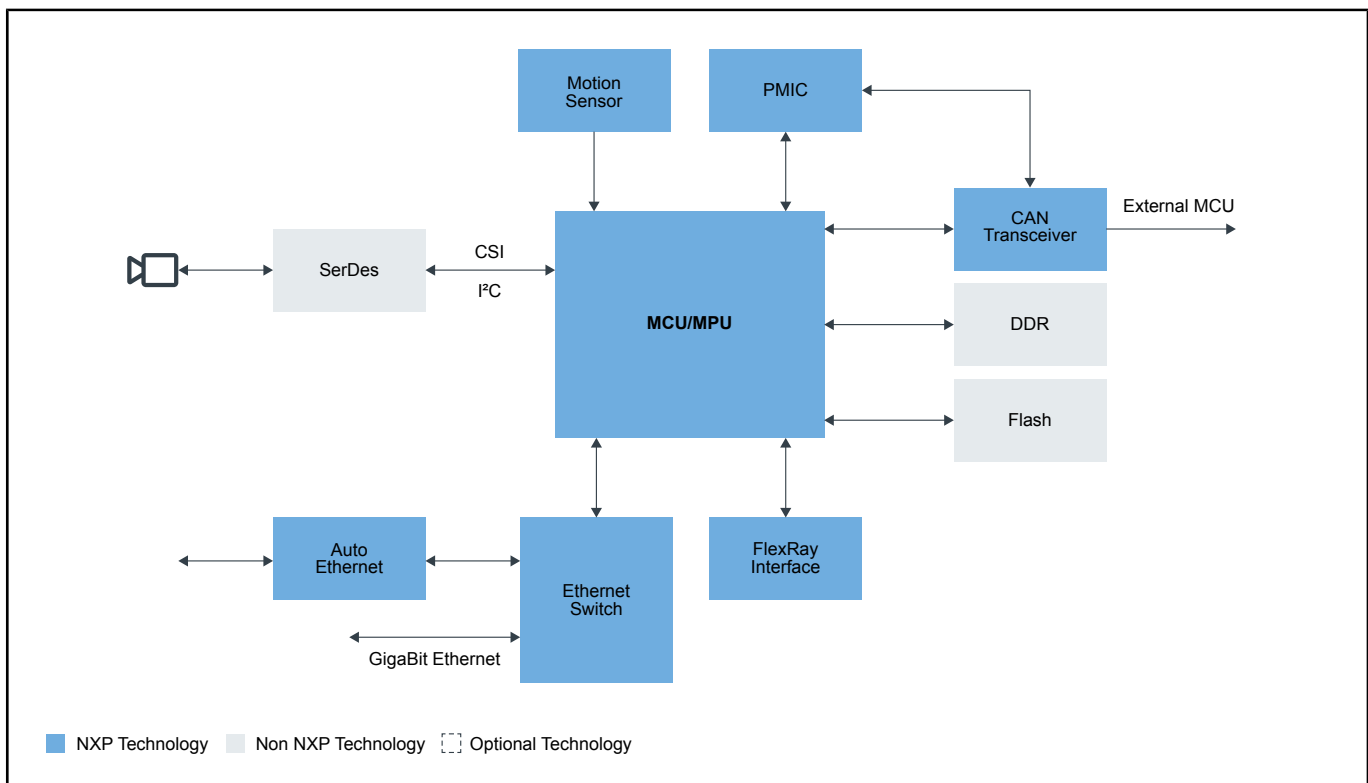 Motion
Sensor
PMIC
CAN
Transceiver
External MCU
SerDes
CSI
I²C
MCU/MPU
DDR
Flash
Auto
Ethernet
Ethernet
Switch
FlexRay
Interface
GigaBit Ethernet
NXP Technology
Non NXP Technology
Optional Technology